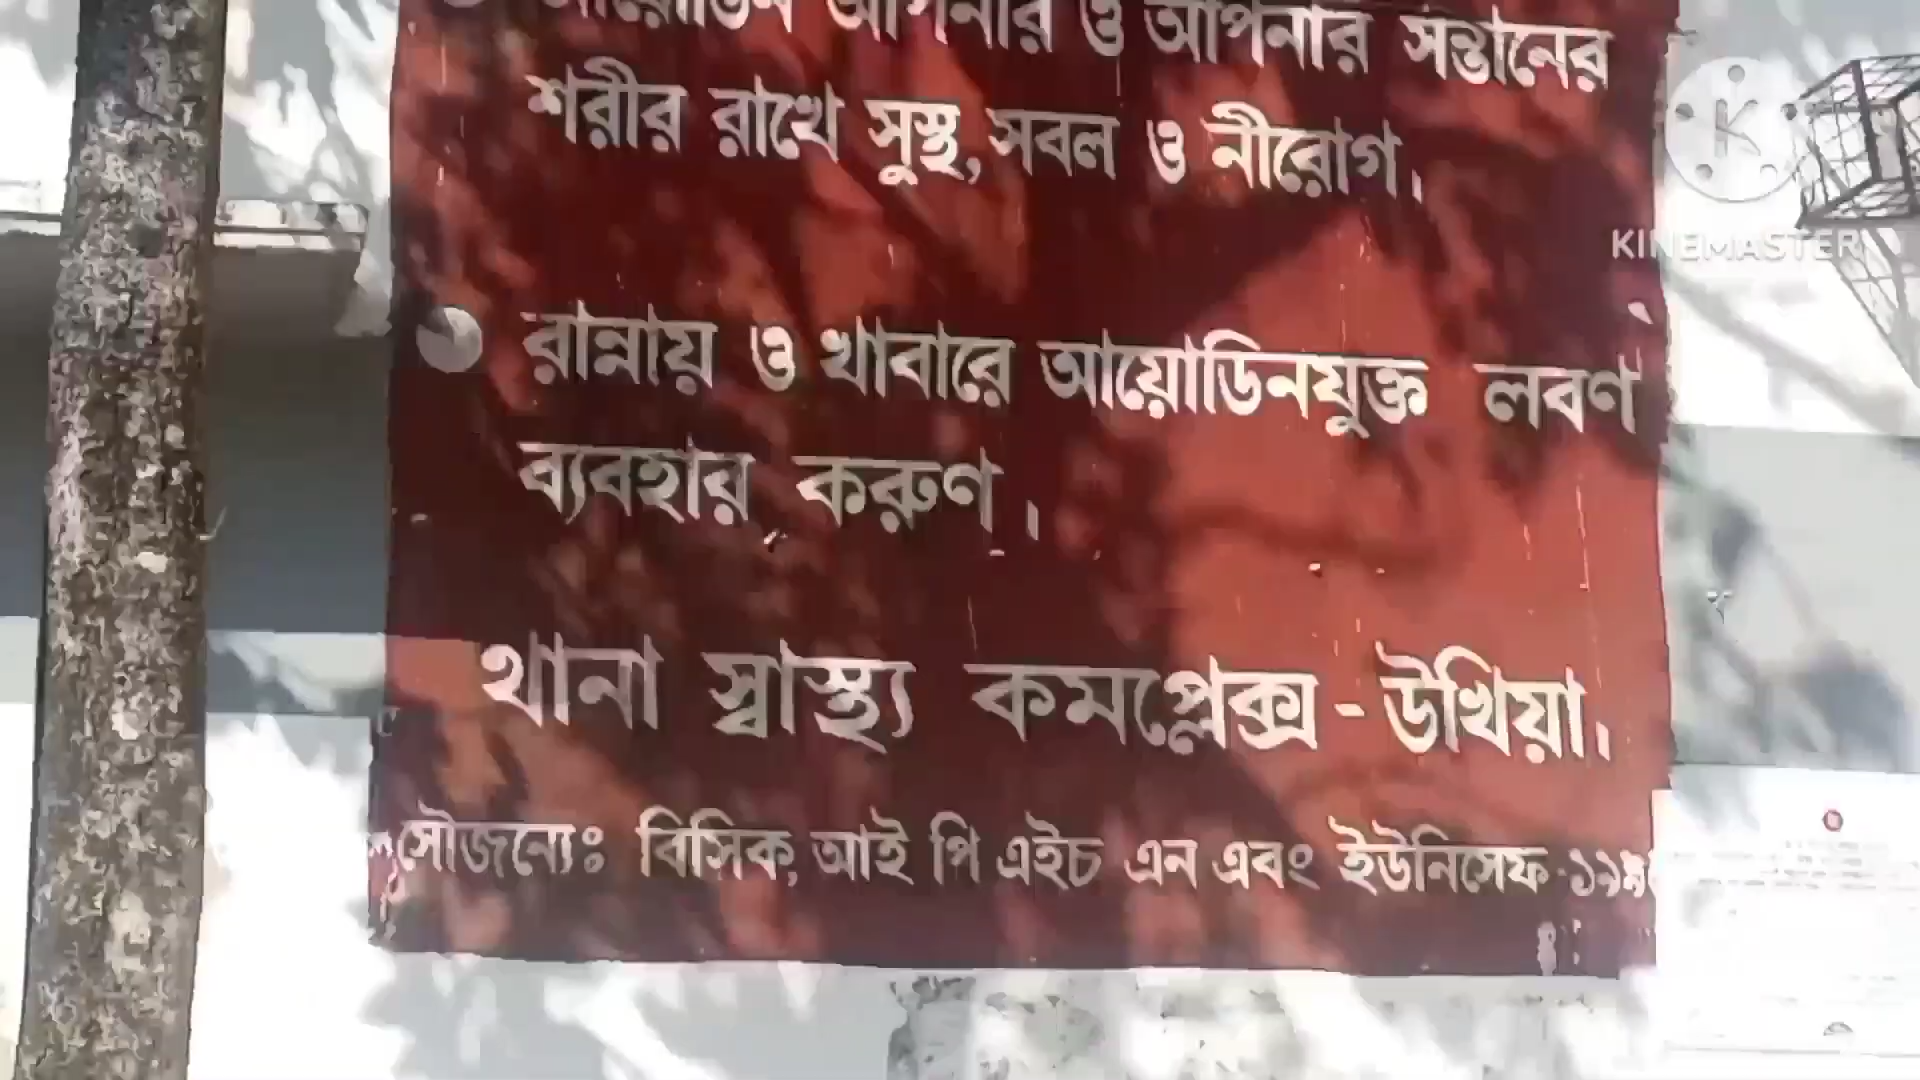 আয়োডিন আপনার ও আপনার সন্তানের
শরীর রাখে সুস্থ, সবল ও নীরোগ।
রান্নায় ও খাবারে আয়োডিনযুক্ত লবণ
ব্যবহার করুণ।
থানা স্বাস্থ্য কমপ্লেক্স - উখিয়া।
সৌজন্যেঃ বিসিক, আই পি এইচ এন এবং ইউনিসেফ
KINEMASTER